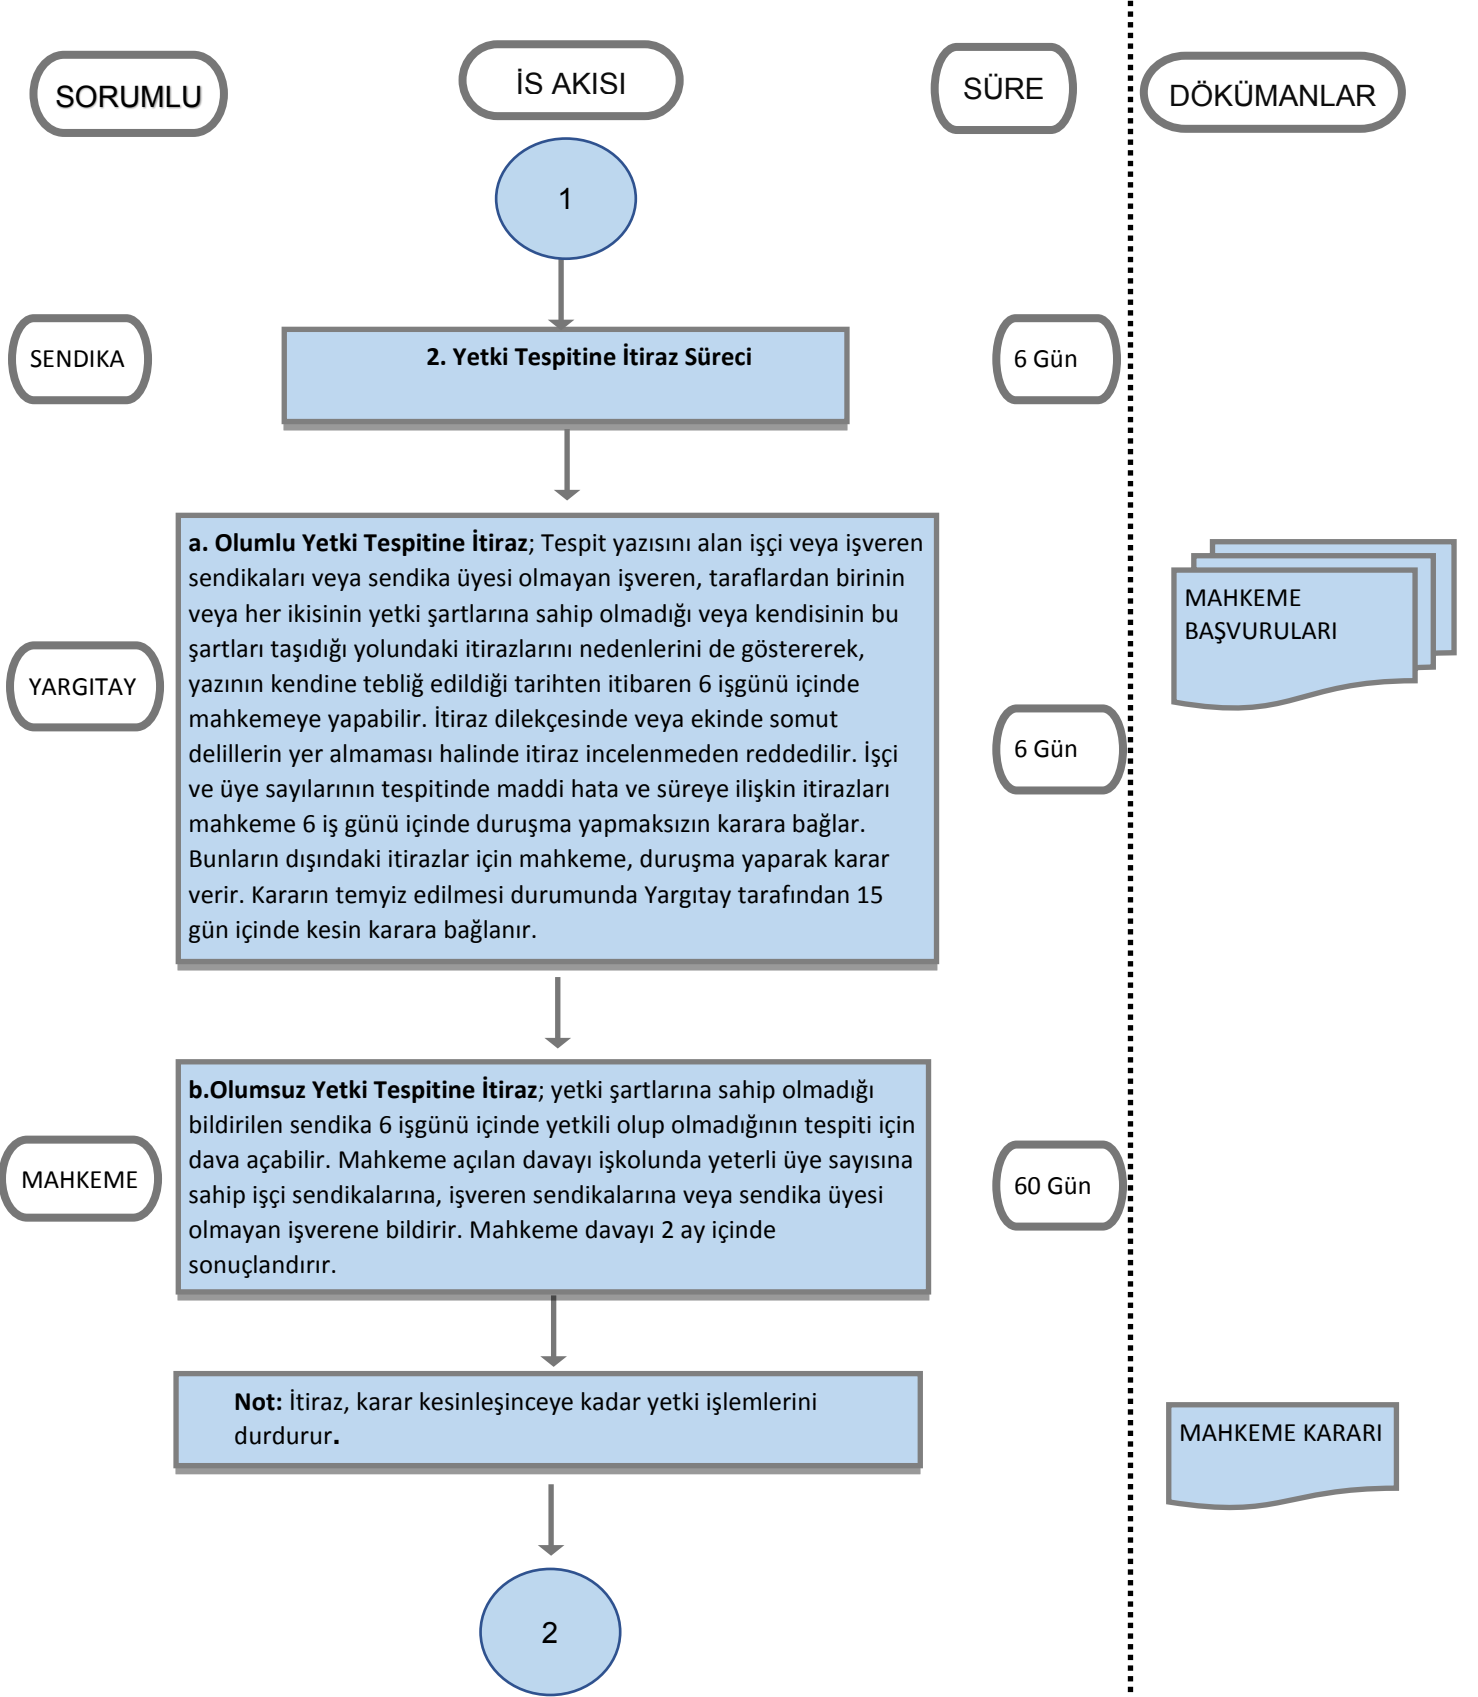 SORUMLU
İS AKISI
SÜRE
DÖKÜMANLAR
1
SENDIKA
2. Yetki Tespitine İtiraz Süreci
6 Gün
a. Olumlu Yetki Tespitine İtiraz; Tespit yazısını alan işçi veya işveren
sendikaları veya sendika üyesi olmayan işveren, taraflardan birinin
veya her ikisinin yetki şartlarına sahip olmadığı veya kendisinin bu
şartları taşıdığı yolundaki itirazlarını nedenlerini de göstererek,
yazının kendine tebliğ edildiği tarihten itibaren 6 işgünü içinde
mahkemeye yapabilir. İtiraz dilekçesinde veya ekinde somut
delillerin yer almaması halinde itiraz incelenmeden reddedilir. İşçi
ve üye sayılarının tespitinde maddi hata ve süreye ilişkin itirazları
mahkeme 6 iş günü içinde duruşma yapmaksızın karara bağlar.
Bunların dışındaki itirazlar için mahkeme, duruşma yaparak karar
verir. Kararın temyiz edilmesi durumunda Yargıtay tarafından 15
gün içinde kesin karara bağlanır.
YARGITAY
6 Gün
MAHKEME
BAŞVURULARI
b.Olumsuz Yetki Tespitine İtiraz; yetki şartlarına sahip olmadığı
bildirilen sendika 6 işgünü içinde yetkili olup olmadığının tespiti için
dava açabilir. Mahkeme açılan davayı işkolunda yeterli üye sayısına
sahip işçi sendikalarına, işveren sendikalarına veya sendika üyesi
olmayan işverene bildirir. Mahkeme davayı 2 ay içinde
sonuçlandırır.
MAHKEME
60 Gün
Not: İtiraz, karar kesinleşinceye kadar yetki işlemlerini
durdurur.
MAHKEME KARARI
2